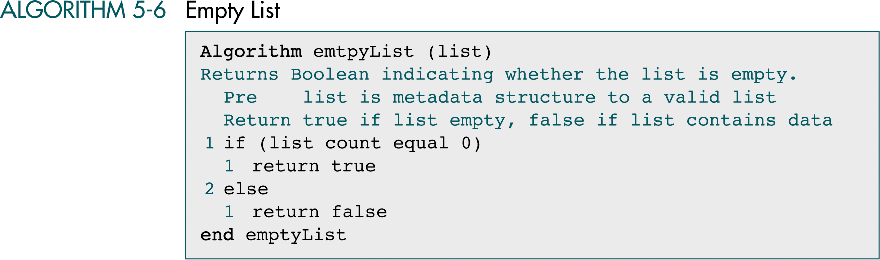 ALGORITHM 5-6 Empty List
Algorithm emtpyList (list)
Returns Boolean indicating whether the list is empty.
Pre list is metadata structure to a valid list
Return true if list empty, false if list contains data
1 if (list count equal 0)
1 return true
2 else
1 return false
end emptyList